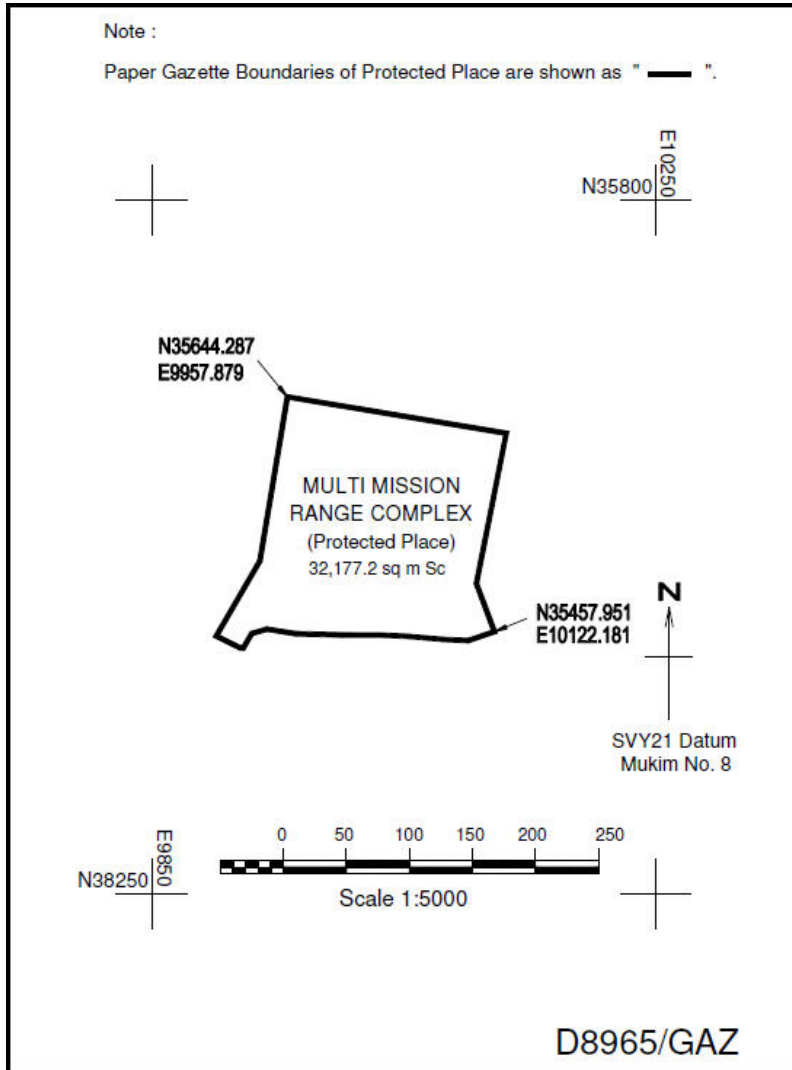 Note :
Paper Gazette Boundaries of Protected Place are shown as " ━━ ".
E10250
N35800
N35644.287
E9957.879
MULTI MISSION
RANGE COMPLEX
(Protected Place)
32,177.2 sq m Sc
N35457.951
E10122.181
N
SVY21 Datum
Mukim No. 8
E9850
N38250
0 50 100 150 200 250
Scale 1:5000
D8965/GAZ